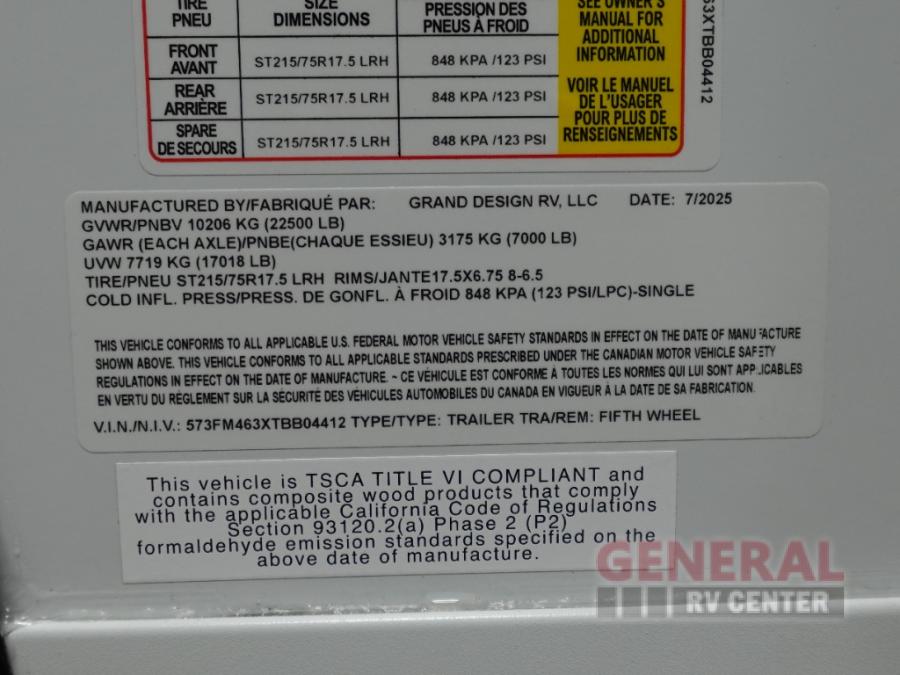 TIRE
PNEU
SIZE
DIMENSIONS
PRESSION DES
PNEUS À FROID
SEE OWNER'S
MANUAL FOR
ADDITIONAL
INFORMATION
FRONT
AVANT
ST215/75R17.5 LRH
848 KPA /123 PSI
REAR
ARRIÈRE
ST215/75R17.5 LRH
848 KPA /123 PSI
SPARE
DE SECOURS
ST215/75R17.5 LRH
848 KPA /123 PSI
VOIR LE MANUEL
DE L'USAGER
POUR PLUS DE
RENSEIGNEMENTS
63XTBB04412
MANUFACTURED BY/FABRIQUÉ PAR: GRAND DESIGN RV, LLC DATE: 7/2025
GVWR/PNBV 10206 KG (22500 LB)
GAWR (EACH AXLE)/PNBE(CHAQUE ESSIEU) 3175 KG (7000 LB)
UVW 7719 KG (17018 LB)
TIRE/PNEU ST215/75R17.5 LRH RIMS/JANTE17.5X6.75 8-6.5
COLD INFL. PRESS/PRESS. DE GONFL. À FROID 848 KPA (123 PSI/LPC)-SINGLE
THIS VEHICLE CONFORMS TO ALL APPLICABLE U.S. FEDERAL MOTOR VEHICLE SAFETY STANDARDS IN EFFECT ON THE DATE OF MANUFACTURE
SHOWN ABOVE. THIS VEHICLE CONFORMS TO ALL APPLICABLE STANDARDS PRESCRIBED UNDER THE CANADIAN MOTOR VEHICLE SAFETY
REGULATIONS IN EFFECT ON THE DATE OF MANUFACTURE. - CE VÉHICULE EST CONFORME À TOUTES LES NORMES QUI LUI SONT APPLICABLES
EN VERTU DU RÈGLEMENT SUR LA SÉCURITÉ DES VÉHICULES AUTOMOBILES DU CANADA EN VIGUEUR À LA DATE DE SA FABRICATION.
V.I.N./N.I.V.: 573FM463XTBB04412 TYPE/TYPE: TRAILER TRA/REM: FIFTH WHEEL
This vehicle is TSCA TITLE VI COMPLIANT and
contains composite wood products that comply
with the applicable California Code of Regulations
Section 93120.2(a) Phase 2 (P2)
formaldehyde emission standards specified on the
above date of manufacture.
GENERAL
RV CENTER